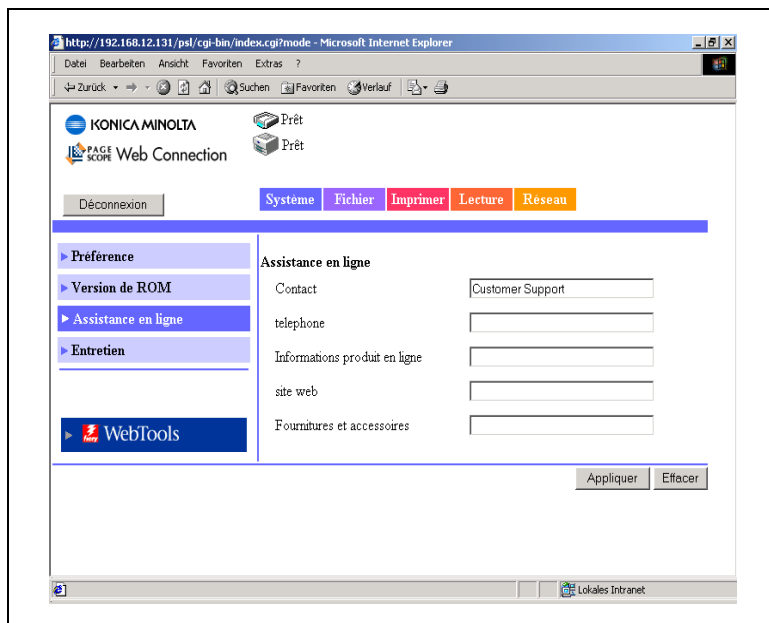 http://192.168.12.131/psl/cgi-bin/index.cgi?mode - Microsoft Internet Explorer
Datei Bearbeiten Ansicht Favoriten Extras ?
Zurück Suchen Favoriten Verlauf
KONICA MINOLTA
PAGE SCOPE Web Connection
Prêt
Prêt
Déconnexion
Système Fichier Imprimer Lecture Réseau
Préférence
Version de ROM
Assistance en ligne
Entretien
WebTools
Assistance en ligne
Contact Customer Support
telephone
Informations produit en ligne
site web
Fournitures et accessoires
Appliquer Effacer
Lokales Intranet